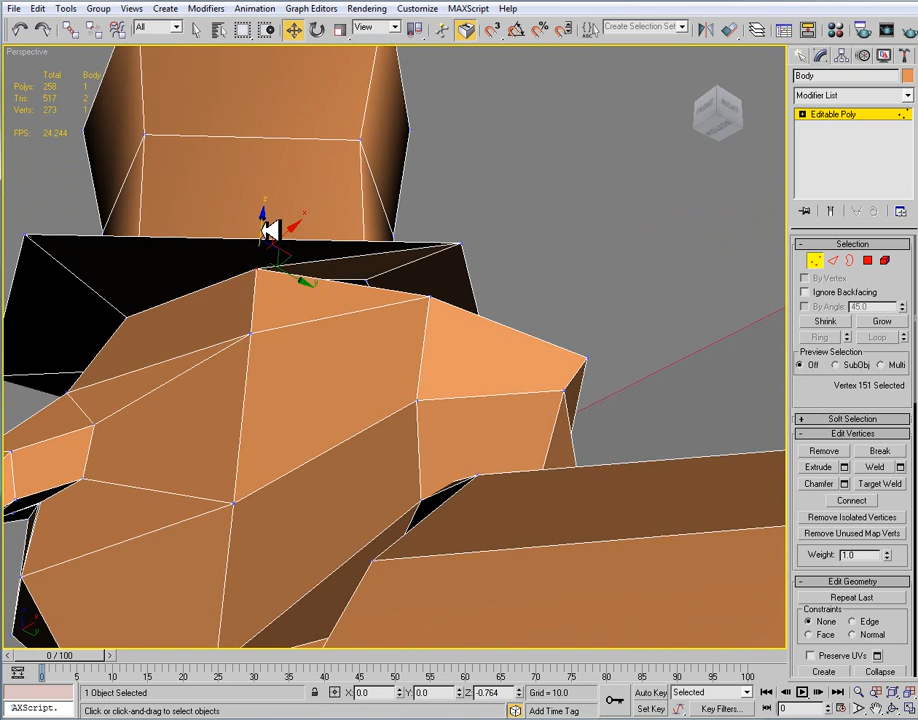 File Edit Tools Group Views Create Modifiers Animation Graph Editors Rendering Customize MAXScript Help
All View Create Selection Set
Perspective
Total Body
Polys: 258 1
Tris: 517 2
Verts: 273 1
FPS: 24.244
z
x
y
Body
Modifier List
Editable Poly
Selection
By Vertex
Ignore Backfacing
By Angle: 45.0
Shrink Grow
Ring Loop
Preview Selection
Off SubObj Multi
Vertex 151 Selected
Soft Selection
Edit Vertices
Remove Break
Extrude Weld
Chamfer Target Weld
Connect
Remove Isolated Vertices
Remove Unused Map Verts
Weight: 1.0
Edit Geometry
Repeat Last
Constraints
None Edge
Face Normal
Preserve UVs
Create Collapse
0 / 100
0 5 10 15 20 25 30 35 40 45 50 55 60 65 70 75 80 85 90 95 100
1 Object Selected X: 0.0 Y: 0.0 Z: -0.764 Grid = 10.0 Auto Key Selected
'AXScript. Click or click-and-drag to select objects Add Time Tag Set Key Key Filters... 0